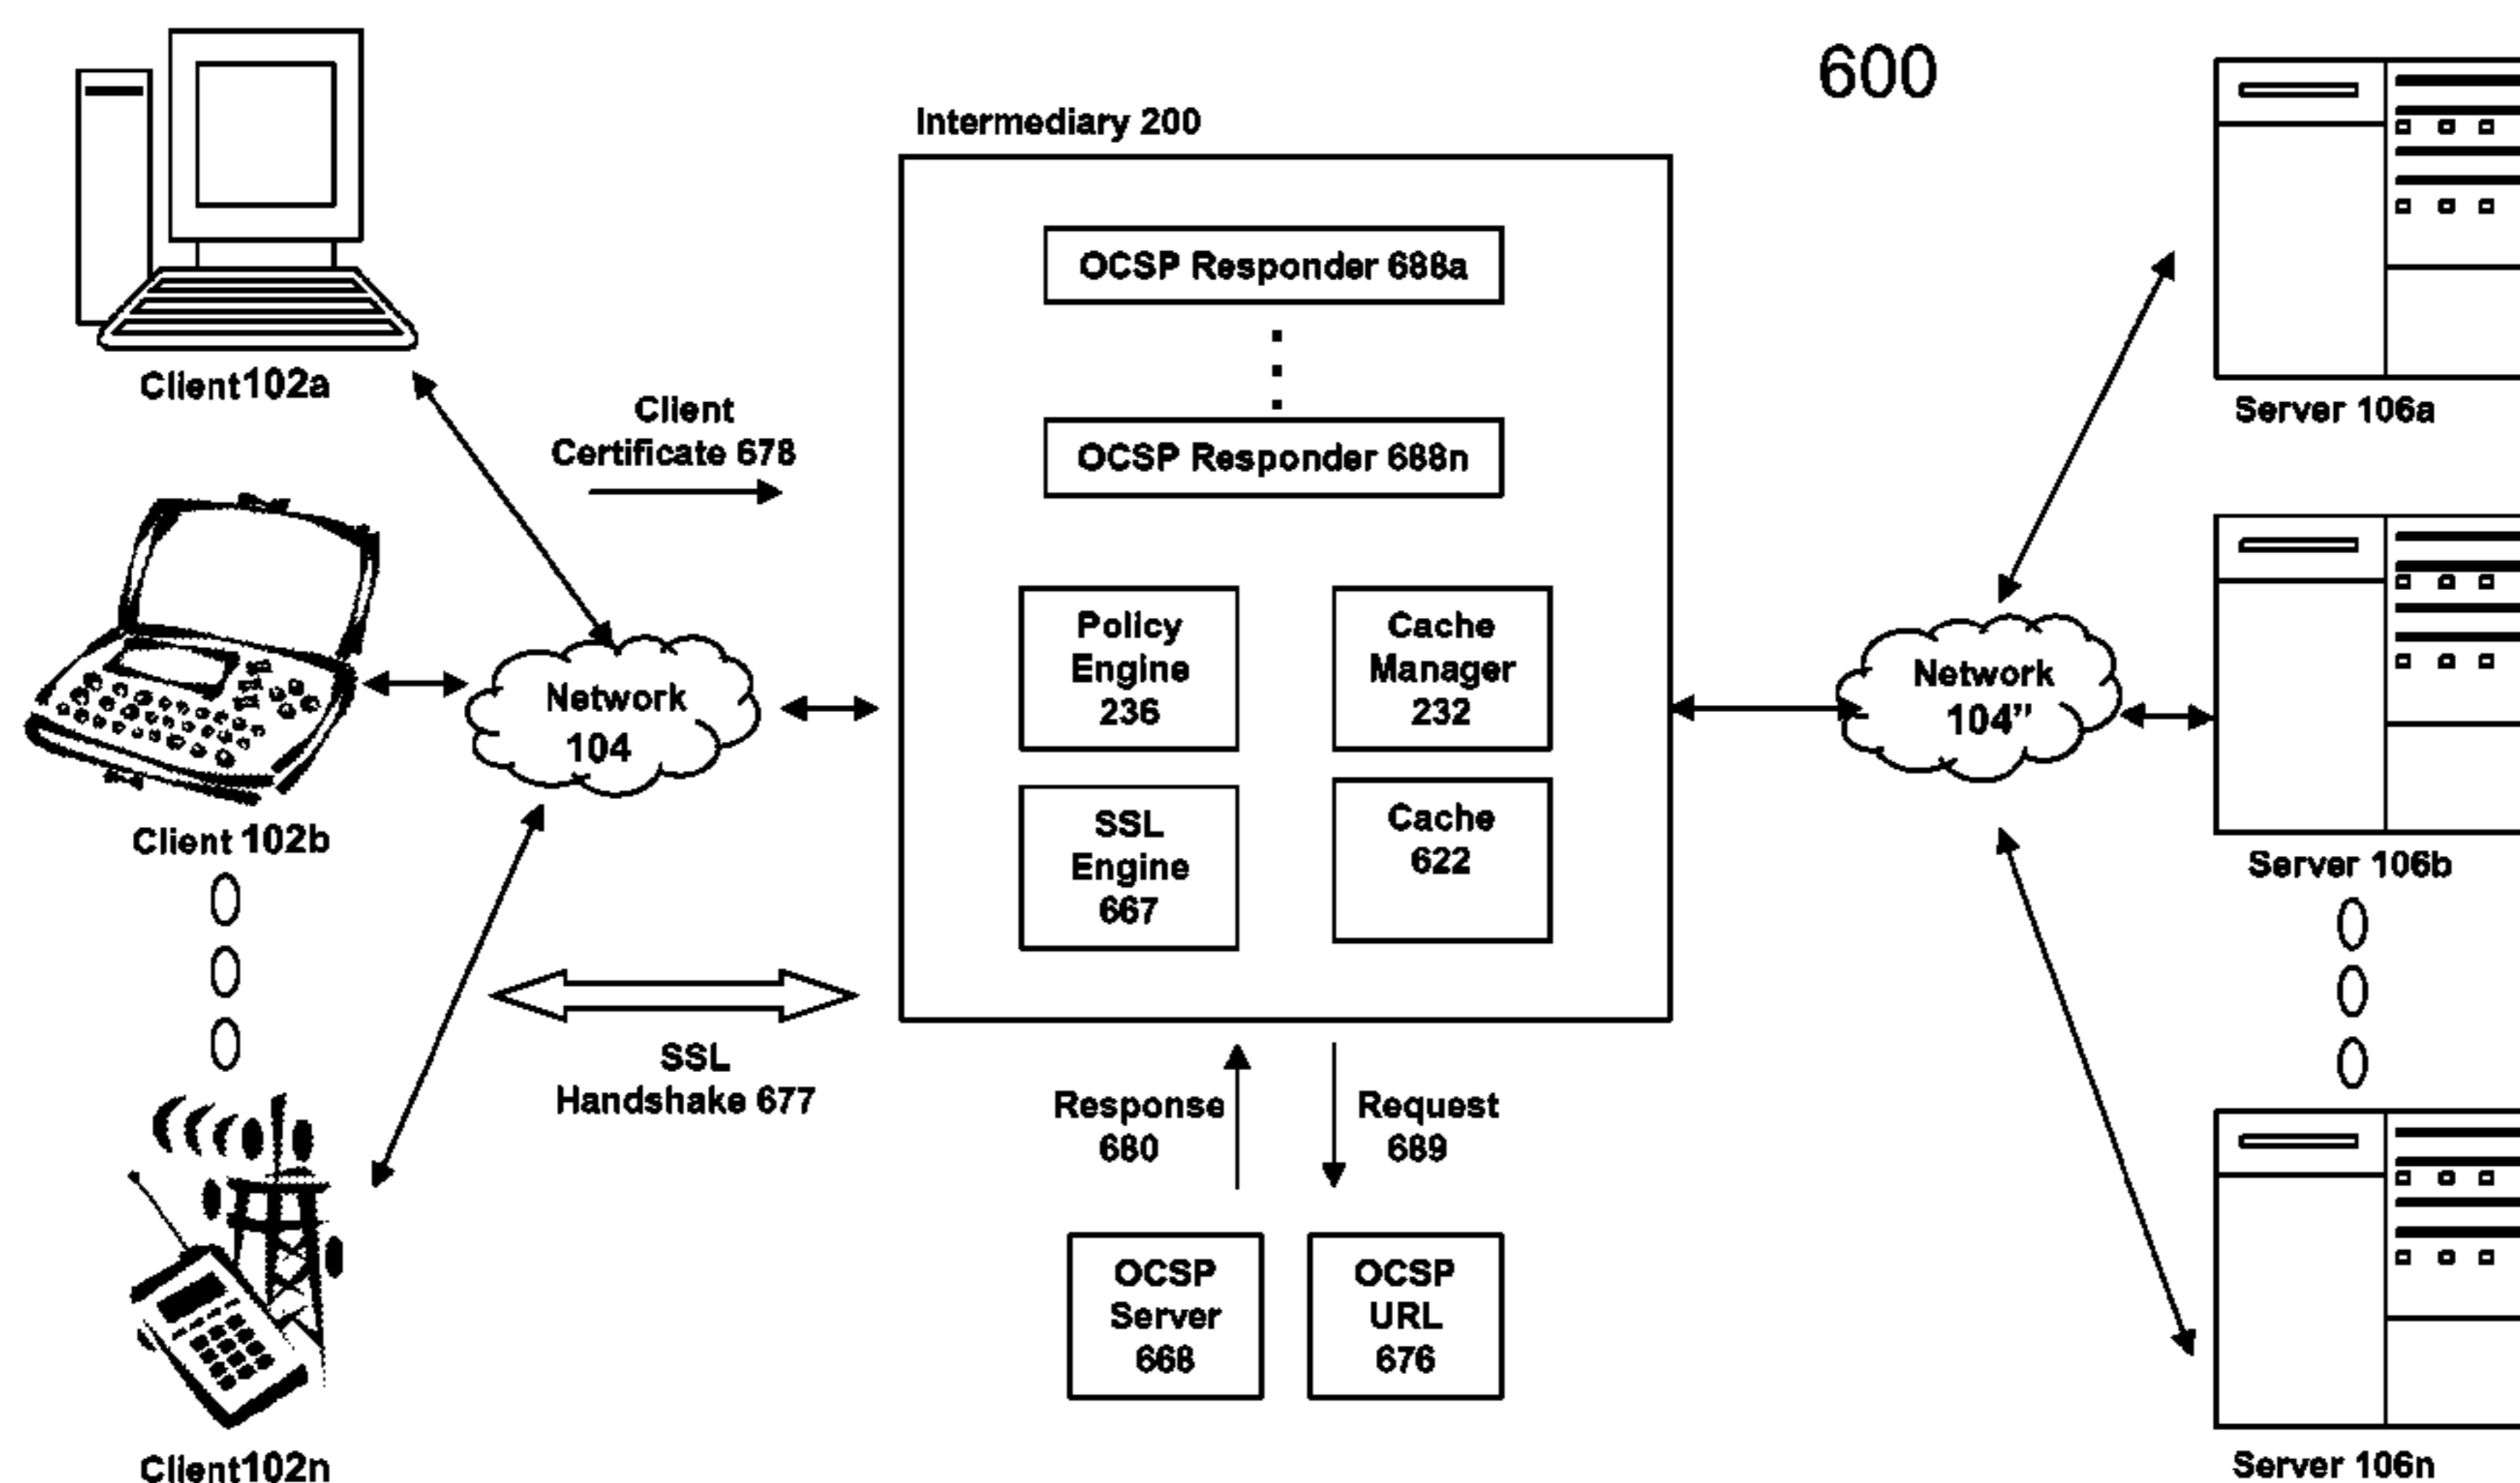 600
Intermediary 200
OCSP Responder 688a
OCSP Responder 688n
Policy
Engine
236
Cache
Manager
232
SSL
Engine
667
Cache
622
Client102a
Client
Certificate 678
Client 102b
Network
104
SSL
Handshake 677
Client102n
Response
680
Request
689
OCSP
Server
668
OCSP
URL
676
Network
104”
Server 106a
Server 106b
Server 106n